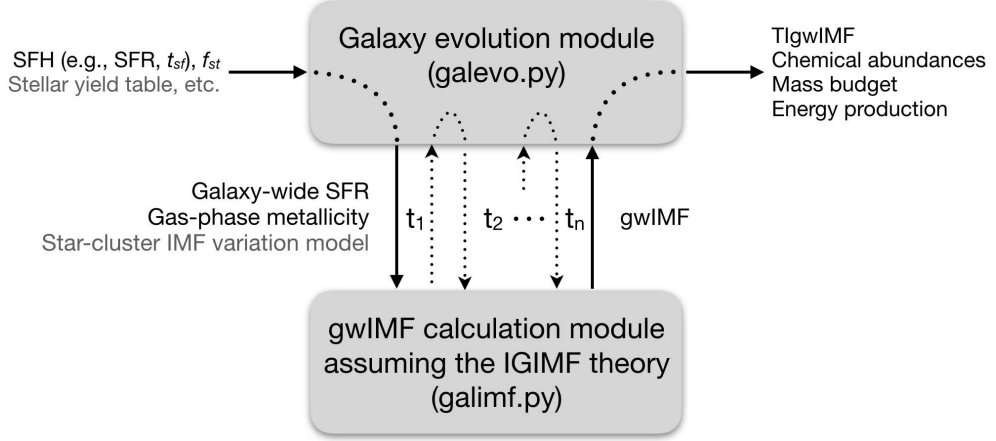 SFH (e.g., SFR, t_sf), f_st
Stellar yield table, etc.
Galaxy evolution module
(galevo.py)
TIgwIMF
Chemical abundances
Mass budget
Energy production
Galaxy-wide SFR
Gas-phase metallicity
Star-cluster IMF variation model
t₁
t₂ • • •
tₙ
gwIMF
gwIMF calculation module
assuming the IGIMF theory
(galimf.py)